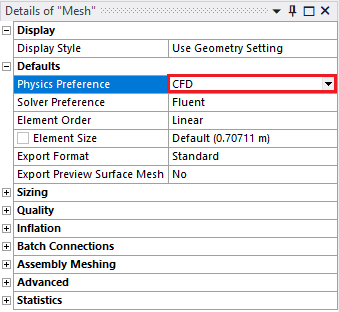 Details of "Mesh"
Display
Display Style Use Geometry Setting
Defaults
Physics Preference CFD
Solver Preference Fluent
Element Order Linear
Element Size Default (0.70711 m)
Export Format Standard
Export Preview Surface Mesh No
Sizing
Quality
Inflation
Batch Connections
Assembly Meshing
Advanced
Statistics